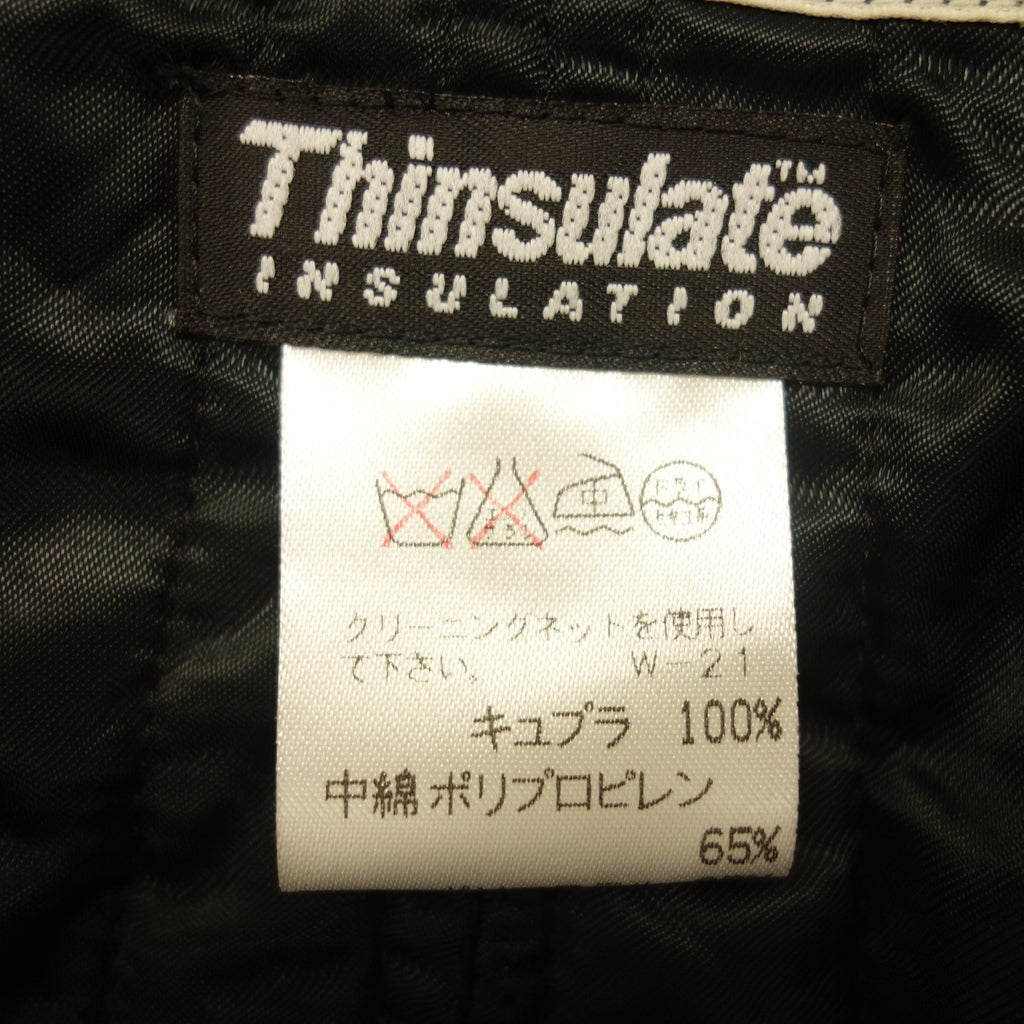 Thinsulate™
INSULATION
中
クリーニングネットを使用し
て下さい。 W-21
キュプラ 100%
中綿 ポリプロピレン
65%